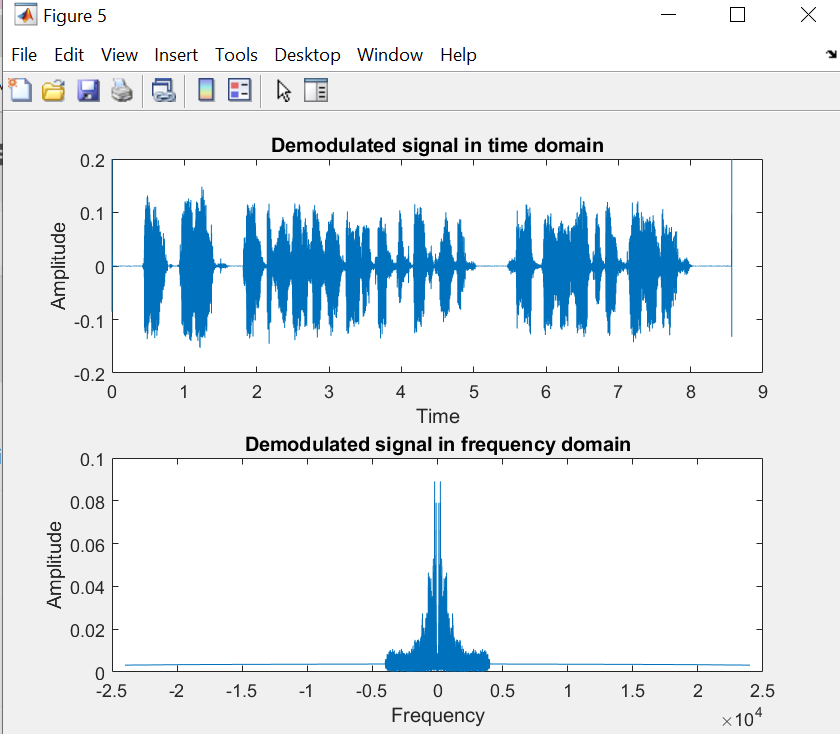 Figure 5
File Edit View Insert Tools Desktop Window Help
Demodulated signal in time domain
0.2
0.1
0
-0.1
-0.2
Amplitude
0 1 2 3 4 5 6 7 8 9
Time
Demodulated signal in frequency domain
0.1
0.08
0.06
0.04
0.02
0
Amplitude
-2.5 -2 -1.5 -1 -0.5 0 0.5 1 1.5 2 2.5
Frequency
×10⁴